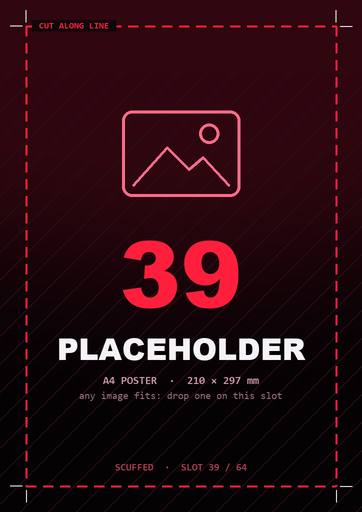 CUT ALONG LINE
39
PLACEHOLDER
A4 POSTER · 210 × 297 mm
any image fits: drop one on this slot
SCUFFED · SLOT 39 / 64